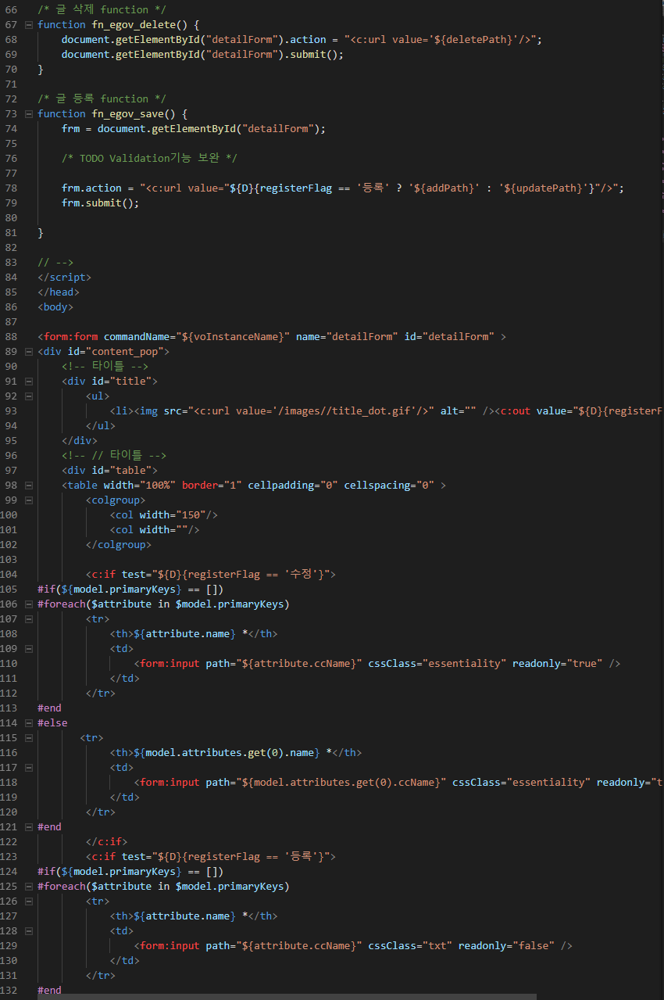 66 /* 글 삭제 function */
67 function fn_egov_delete() {
68 document.getElementById("detailForm").action = "<c:url value='${deletePath}'/>";
69 document.getElementById("detailForm").submit();
70 }
71
72 /* 글 등록 function */
73 function fn_egov_save() {
74 frm = document.getElementById("detailForm");
75
76 /* TODO Validation기능 보완 */
77
78 frm.action = "<c:url value="${D}{registerFlag == '등록' ? '${addPath}' : '${updatePath}'}"/>";
79 frm.submit();
80
81 }
82
83 // -->
84 </script>
85 </head>
86 <body>
87
88 <form:form commandName="${voInstanceName}" name="detailForm" id="detailForm" >
89 <div id="content_pop">
90 <!-- 타이틀 -->
91 <div id="title">
92 <ul>
93 <li><img src="<c:url value='/images//title_dot.gif'/>" alt="" /><c:out value="${D}{registerF
94 </ul>
95 </div>
96 <!-- // 타이틀 -->
97 <div id="table">
98 <table width="100%" border="1" cellpadding="0" cellspacing="0" >
99 <colgroup>
100 <col width="150"/>
101 <col width=""/>
102 </colgroup>
103
104 <c:if test="${D}{registerFlag == '수정'}">
105 #if(${model.primaryKeys} == [])
106 #foreach($attribute in $model.primaryKeys)
107 <tr>
108 <th>${attribute.name} *</th>
109 <td>
110 <form:input path="${attribute.ccName}" cssClass="essentiality" readonly="true" />
111 </td>
112 </tr>
113 #end
114 #else
115 <tr>
116 <th>${model.attributes.get(0).name} *</th>
117 <td>
118 <form:input path="${model.attributes.get(0).ccName}" cssClass="essentiality" readonly="t
119 </td>
120 </tr>
121 #end
122 </c:if>
123 <c:if test="${D}{registerFlag == '등록'}">
124 #if(${model.primaryKeys} == [])
125 #foreach($attribute in $model.primaryKeys)
126 <tr>
127 <th>${attribute.name} *</th>
128 <td>
129 <form:input path="${attribute.ccName}" cssClass="txt" readonly="false" />
130 </td>
131 </tr>
132 #end